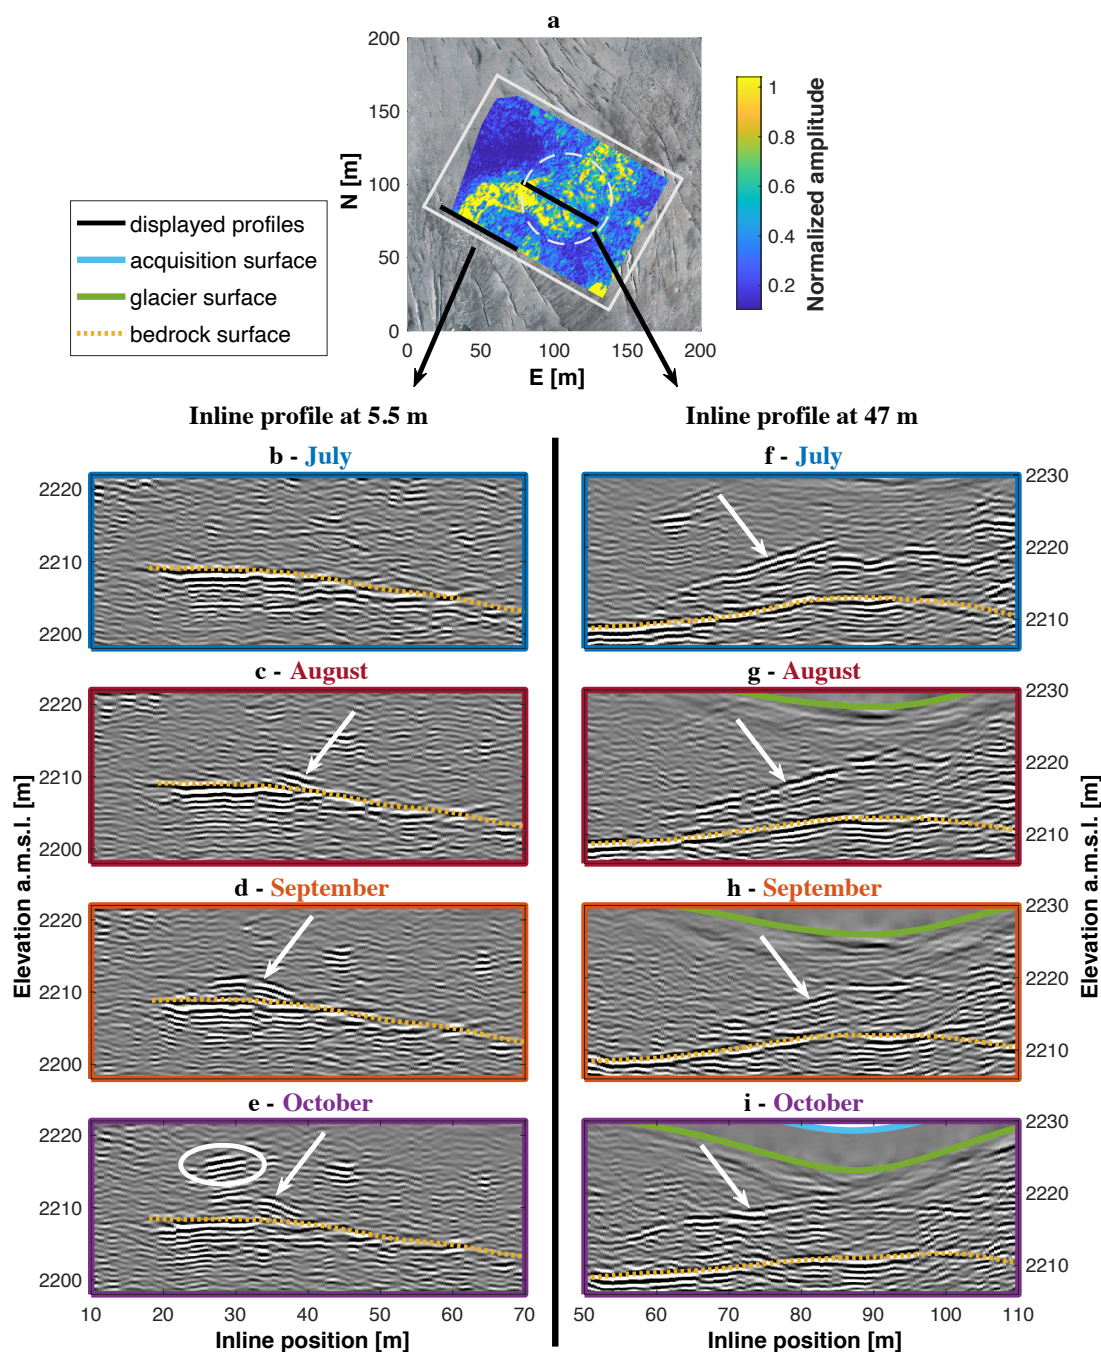 a
200
150
100
50
0
N [m]
0 50 100 150 200
E [m]
1
0.8
0.6
0.4
0.2
Normalized amplitude
displayed profiles
acquisition surface
glacier surface
bedrock surface
Inline profile at 5.5 m
Inline profile at 47 m
b - July
2220
2210
2200
f - July
2230
2220
2210
c - August
2220
2210
2200
g - August
2230
2220
2210
Elevation a.m.s.l. [m]
Elevation a.m.s.l. [m]
d - September
2220
2210
2200
h - September
2230
2220
2210
e - October
2220
2210
2200
10 20 30 40 50 60 70
Inline position [m]
i - October
2230
2220
2210
50 60 70 80 90 100 110
Inline position [m]